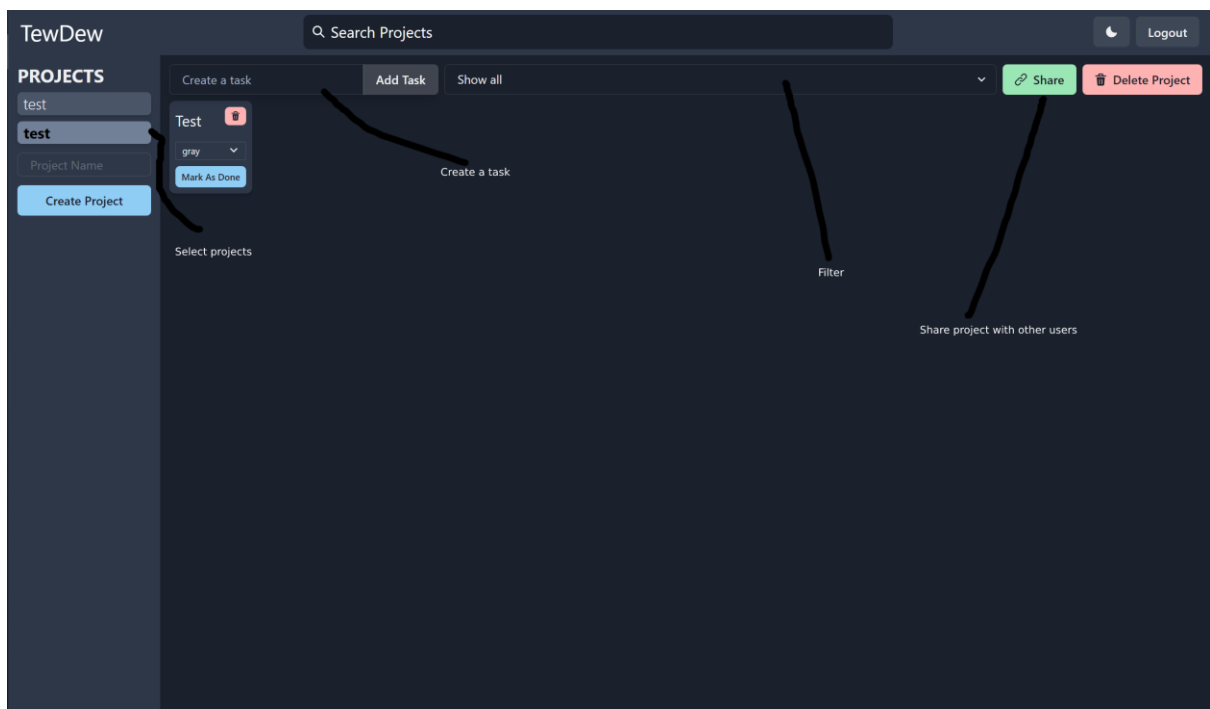 TewDew
Search Projects
Logout
PROJECTS
test
test
Project Name
Create Project
Create a task
Add Task
Show all
Share
Delete Project
Test
gray
Mark As Done
Create a task
Select projects
Filter
Share project with other users